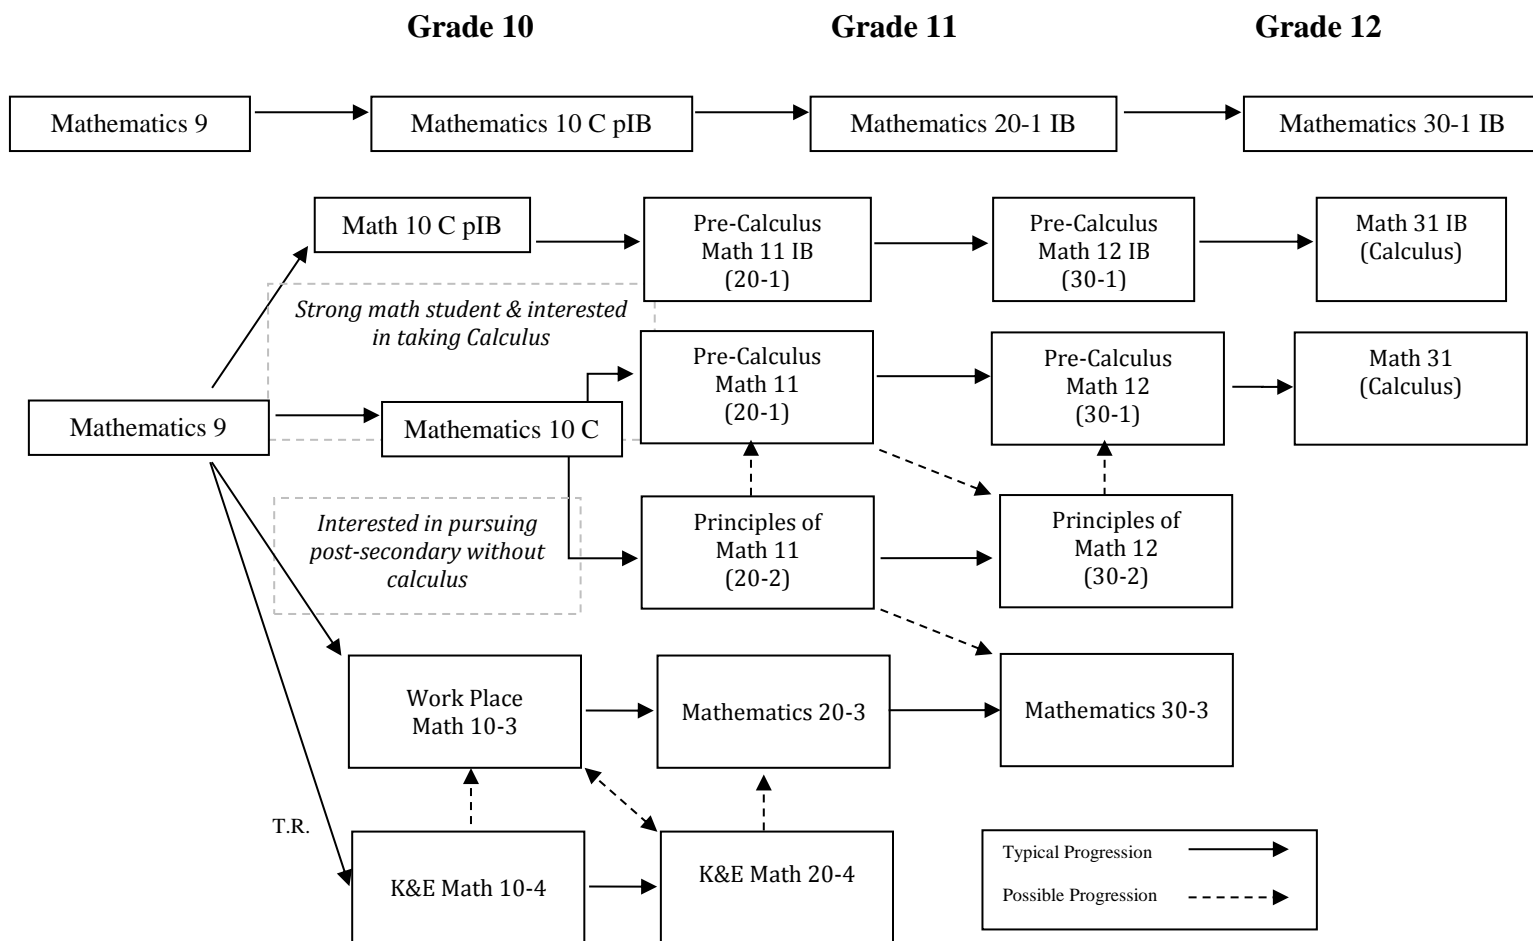 Grade 10
Grade 11
Grade 12
Mathematics 9
Mathematics 10 C pIB
Mathematics 20-1 IB
Mathematics 30-1 IB
Math 10 C pIB
Pre-Calculus
Math 11 IB
(20-1)
Pre-Calculus
Math 12 IB
(30-1)
Math 31 IB
(Calculus)
Strong math student & interested
in taking Calculus
Mathematics 9
Mathematics 10 C
Pre-Calculus
Math 11
(20-1)
Pre-Calculus
Math 12
(30-1)
Math 31
(Calculus)
Interested in pursuing
post-secondary without
calculus
Principles of
Math 11
(20-2)
Principles of
Math 12
(30-2)
Work Place
Math 10-3
Mathematics 20-3
Mathematics 30-3
T.R.
K&E Math 10-4
K&E Math 20-4
Typical Progression
Possible Progression